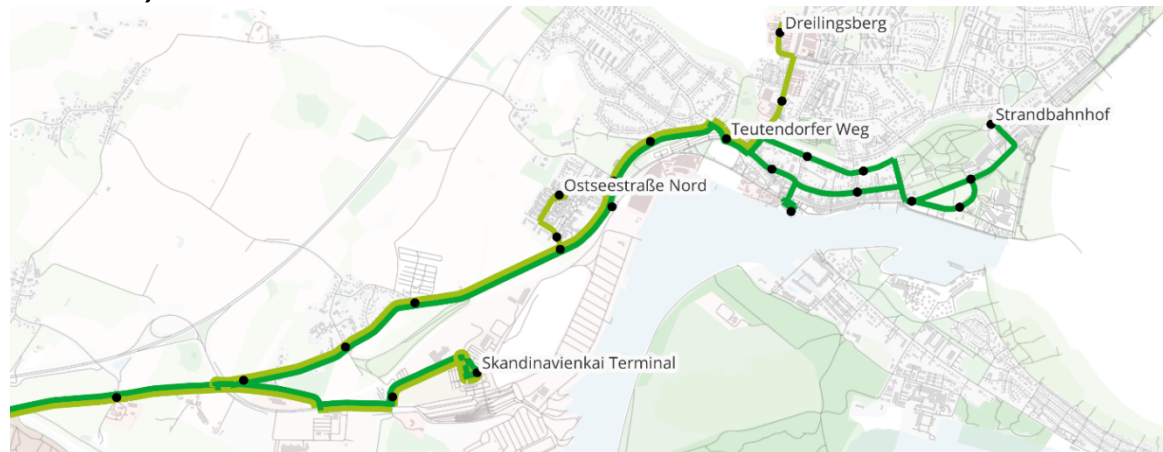 Dreilingsberg
Strandbahnhof
Teutendorfer Weg
Ostseestraße Nord
Skandinavienkai Terminal